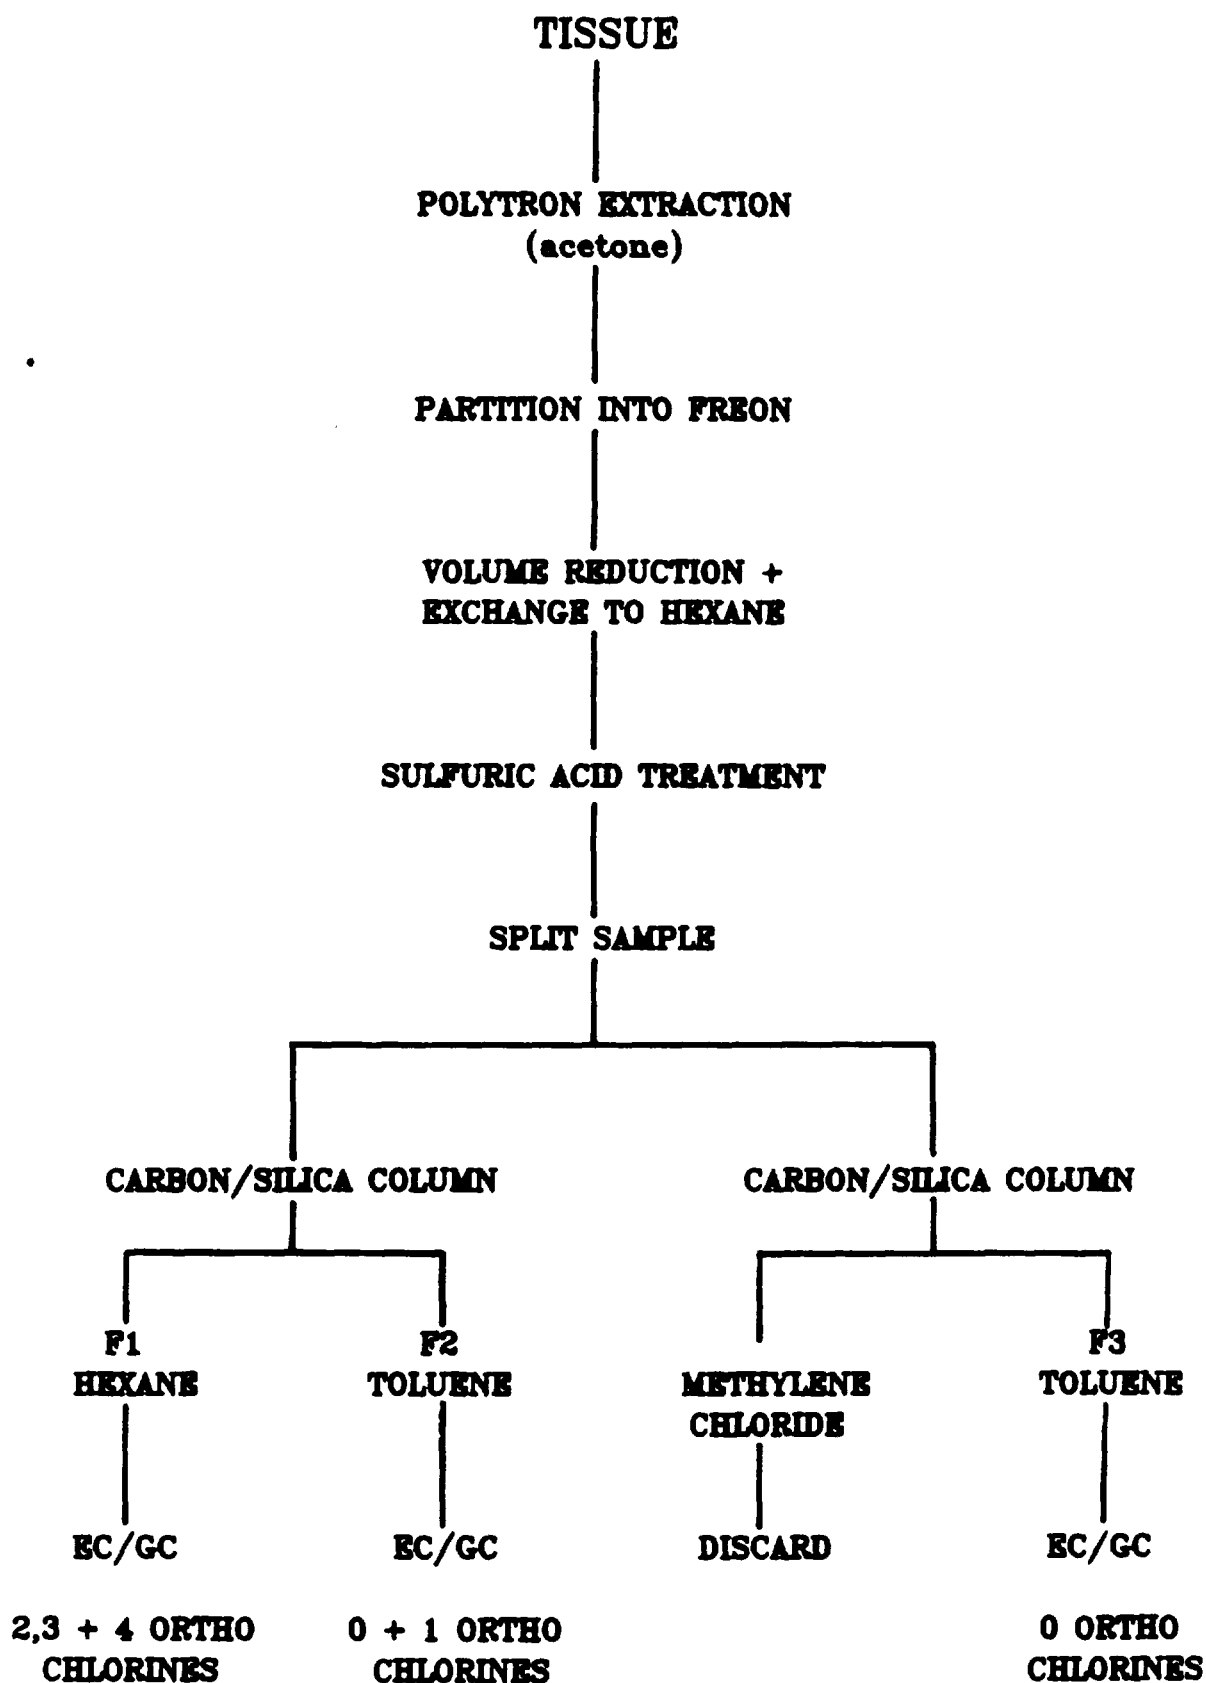 TISSUE
POLYTRON EXTRACTION
(acetone)
PARTITION INTO FREON
VOLUME REDUCTION +
EXCHANGE TO HEXANE
SULFURIC ACID TREATMENT
SPLIT SAMPLE
CARBON/SILICA COLUMN
CARBON/SILICA COLUMN
F1
HEXANE
F2
TOLUENE
METHYLENE
CHLORIDE
F3
TOLUENE
EC/GC
EC/GC
DISCARD
EC/GC
2,3 + 4 ORTHO
CHLORINES
0 + 1 ORTHO
CHLORINES
0 ORTHO
CHLORINES